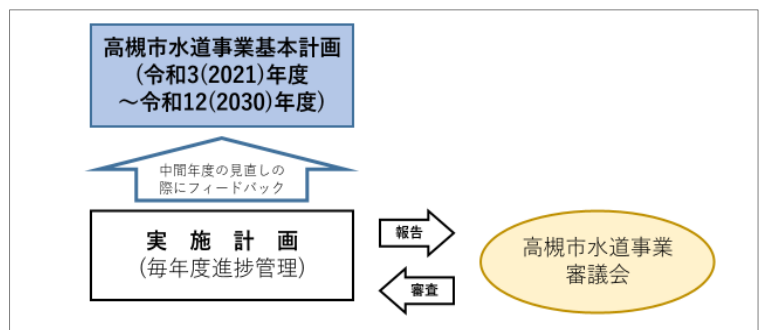 高槻市水道事業基本計画
(令和3(2021)年度
～令和12(2030)年度)
中間年度の見直しの
際にフィードバック
実 施 計 画
(毎年度進捗管理)
報告
審査
高槻市水道事業
審議会